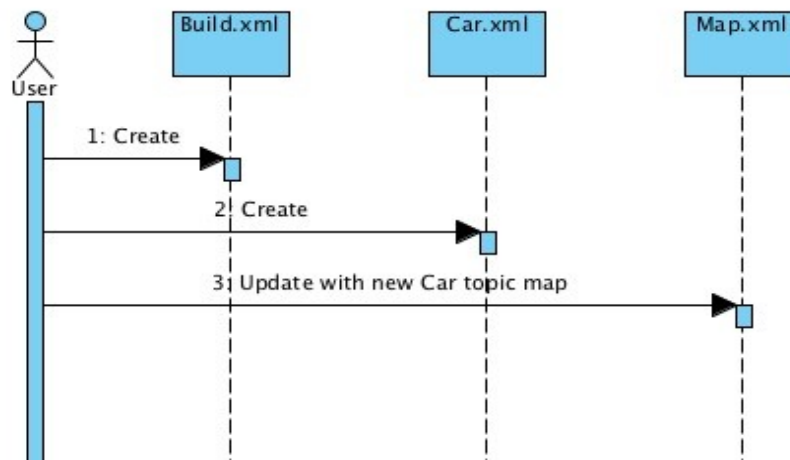 Build.xml
Car.xml
Map.xml
User
1: Create
2: Create
3: Update with new Car topic map